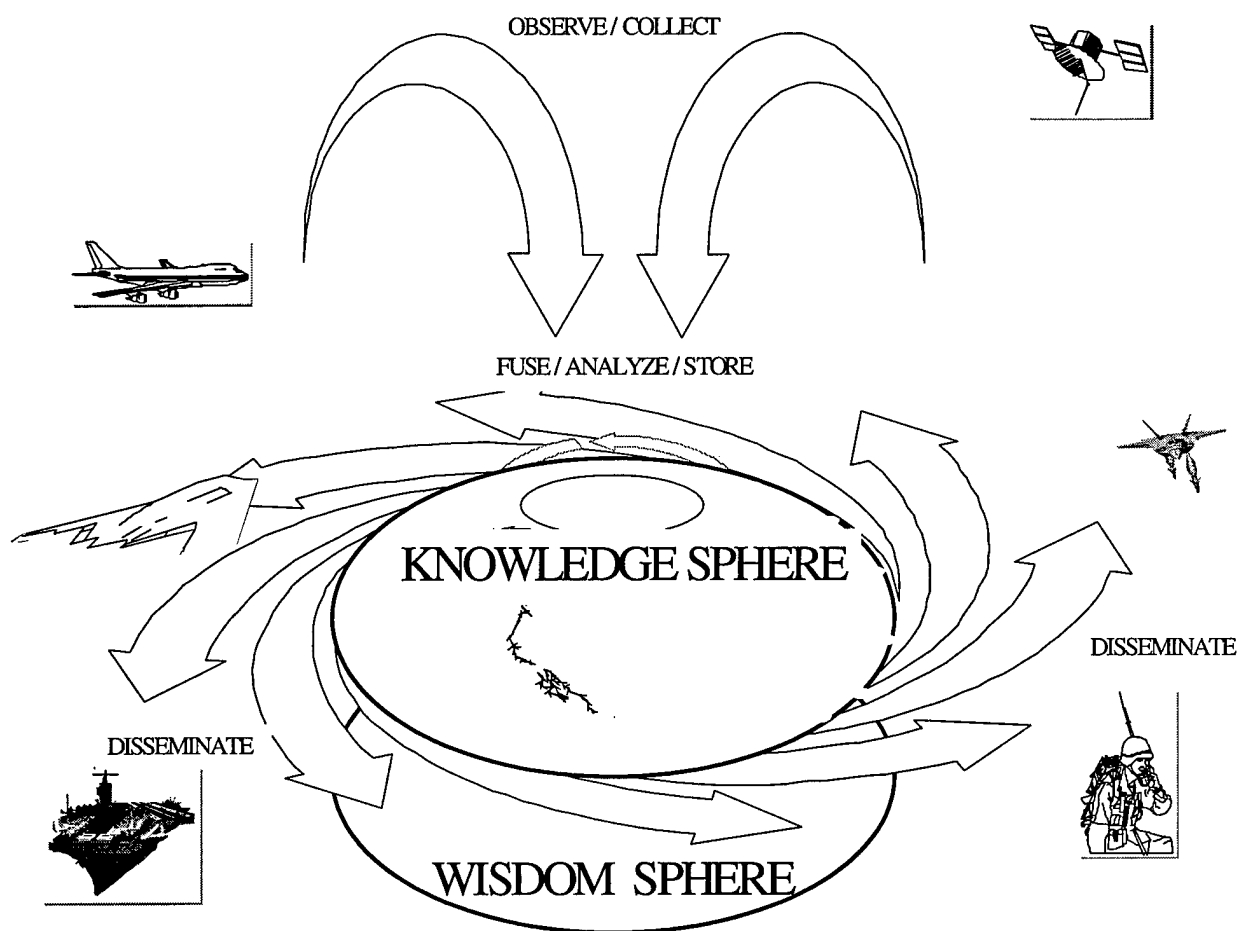 OBSERVE / COLLECT
FUSE / ANALYZE / STORE
KNOWLEDGE SPHERE
DISSEMINATE
DISSEMINATE
WISDOM SPHERE